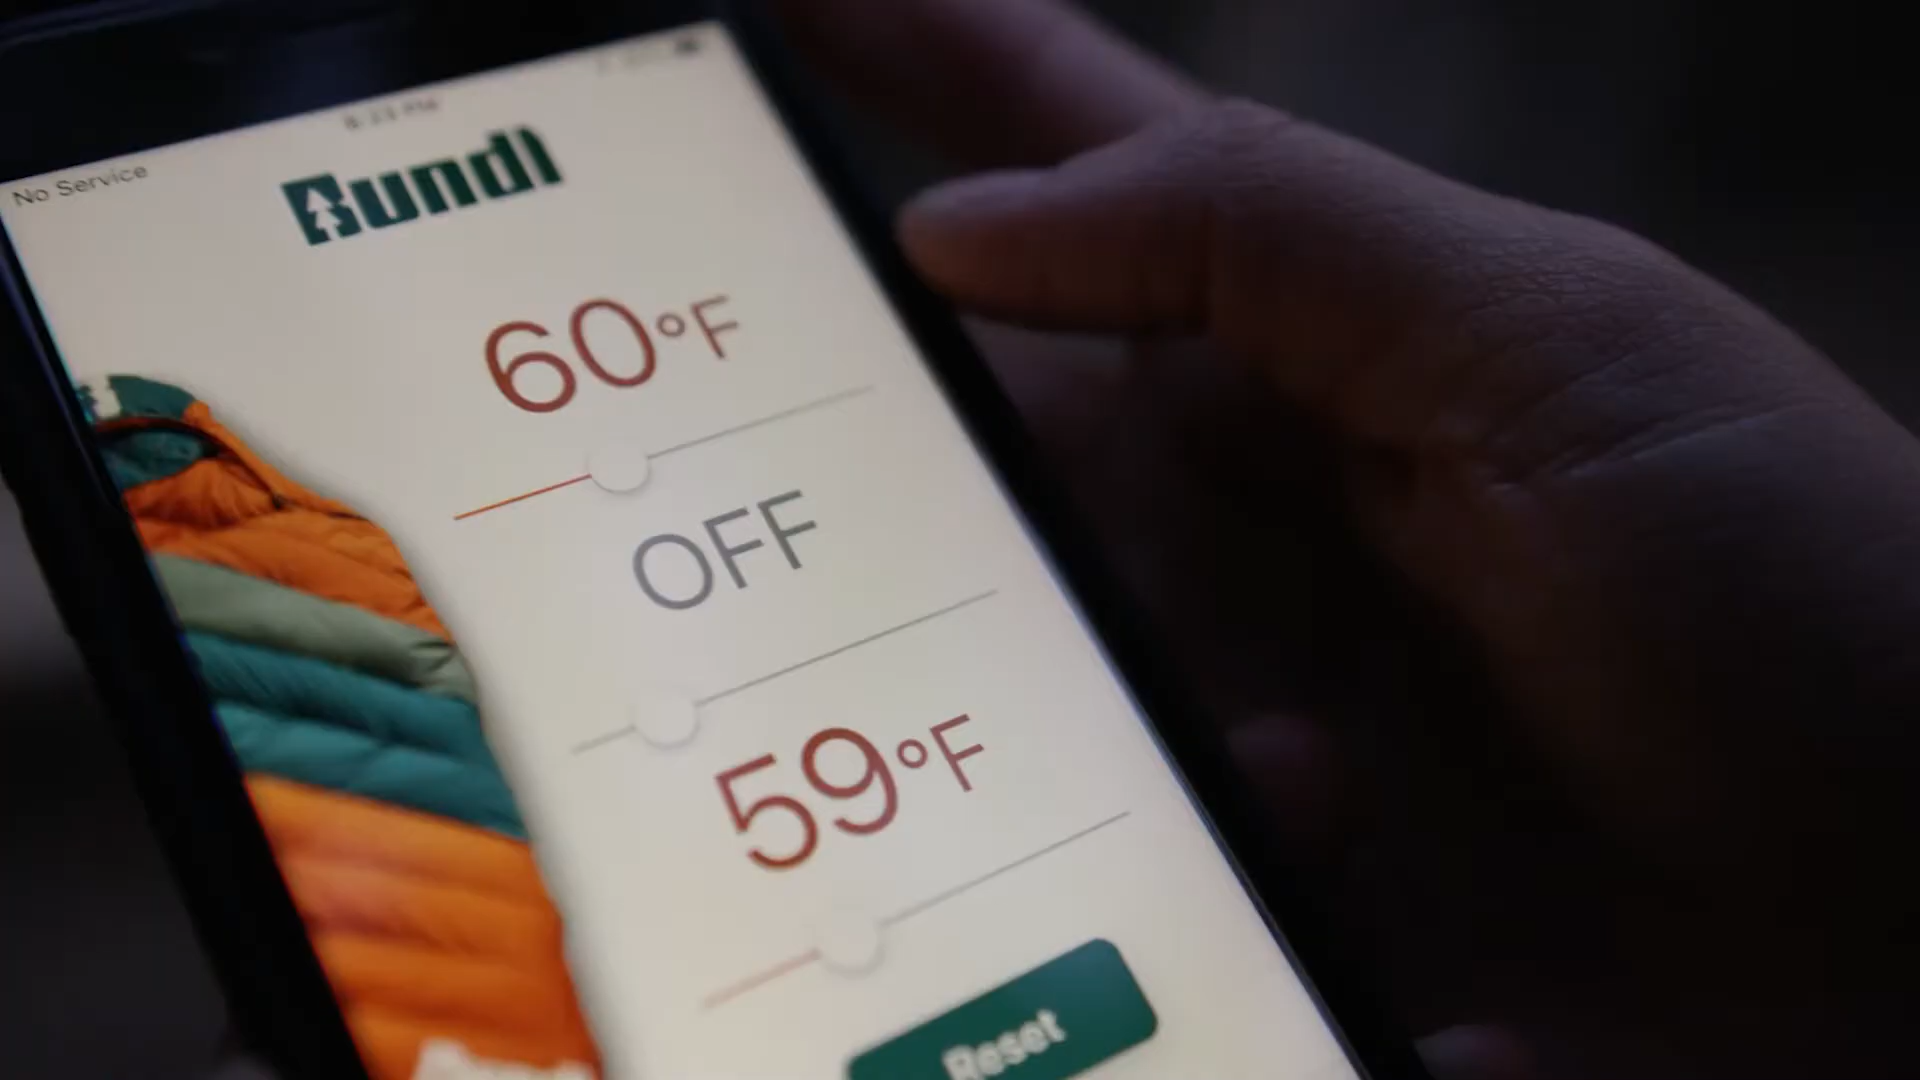 No Service
Bundl
60°F
OFF
59°F
Reset